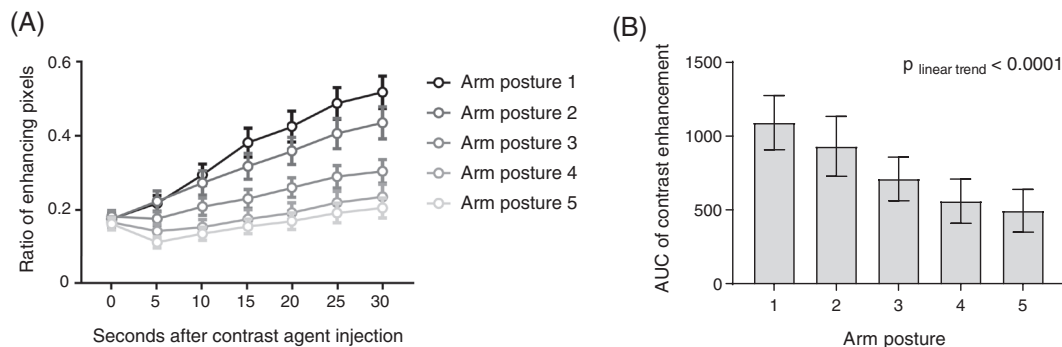 (A)
Ratio of enhancing pixels
0.6
0.4
0.2
0
0 5 10 15 20 25 30
Seconds after contrast agent injection
Arm posture 1
Arm posture 2
Arm posture 3
Arm posture 4
Arm posture 5
(B)
p linear trend < 0.0001
AUC of contrast enhancement
1500
1000
500
0
1 2 3 4 5
Arm posture